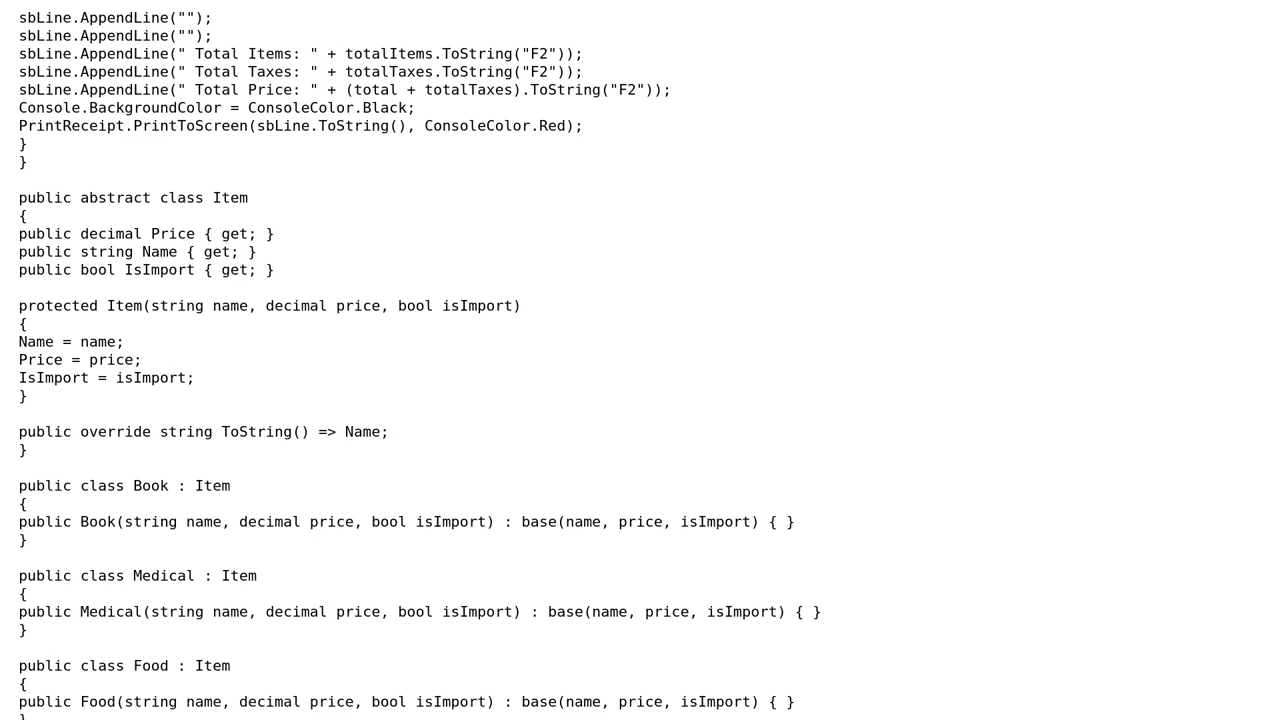 sbLine.AppendLine("");
sbLine.AppendLine("");
sbLine.AppendLine(" Total Items: " + totalItems.ToString("F2"));
sbLine.AppendLine(" Total Taxes: " + totalTaxes.ToString("F2"));
sbLine.AppendLine(" Total Price: " + (total + totalTaxes).ToString("F2"));
Console.BackgroundColor = ConsoleColor.Black;
PrintReceipt.PrintToScreen(sbLine.ToString(), ConsoleColor.Red);
}
}

public abstract class Item
{
public decimal Price { get; }
public string Name { get; }
public bool IsImport { get; }

protected Item(string name, decimal price, bool isImport)
{
Name = name;
Price = price;
IsImport = isImport;
}

public override string ToString() => Name;
}

public class Book : Item
{
public Book(string name, decimal price, bool isImport) : base(name, price, isImport) { }
}

public class Medical : Item
{
public Medical(string name, decimal price, bool isImport) : base(name, price, isImport) { }
}

public class Food : Item
{
public Food(string name, decimal price, bool isImport) : base(name, price, isImport) { }
}